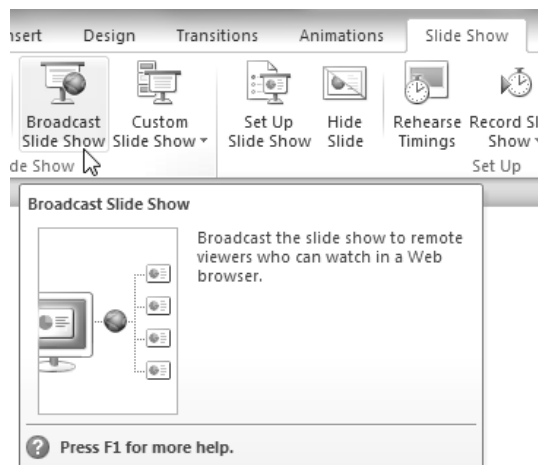 nsert Design Transitions Animations Slide Show
Broadcast Custom Set Up Hide Rehearse Record Sl
Slide Show Slide Show Slide Show Slide Timings Show
de Show Set Up
Broadcast Slide Show
Broadcast the slide show to remote
viewers who can watch in a Web
browser.
Press F1 for more help.